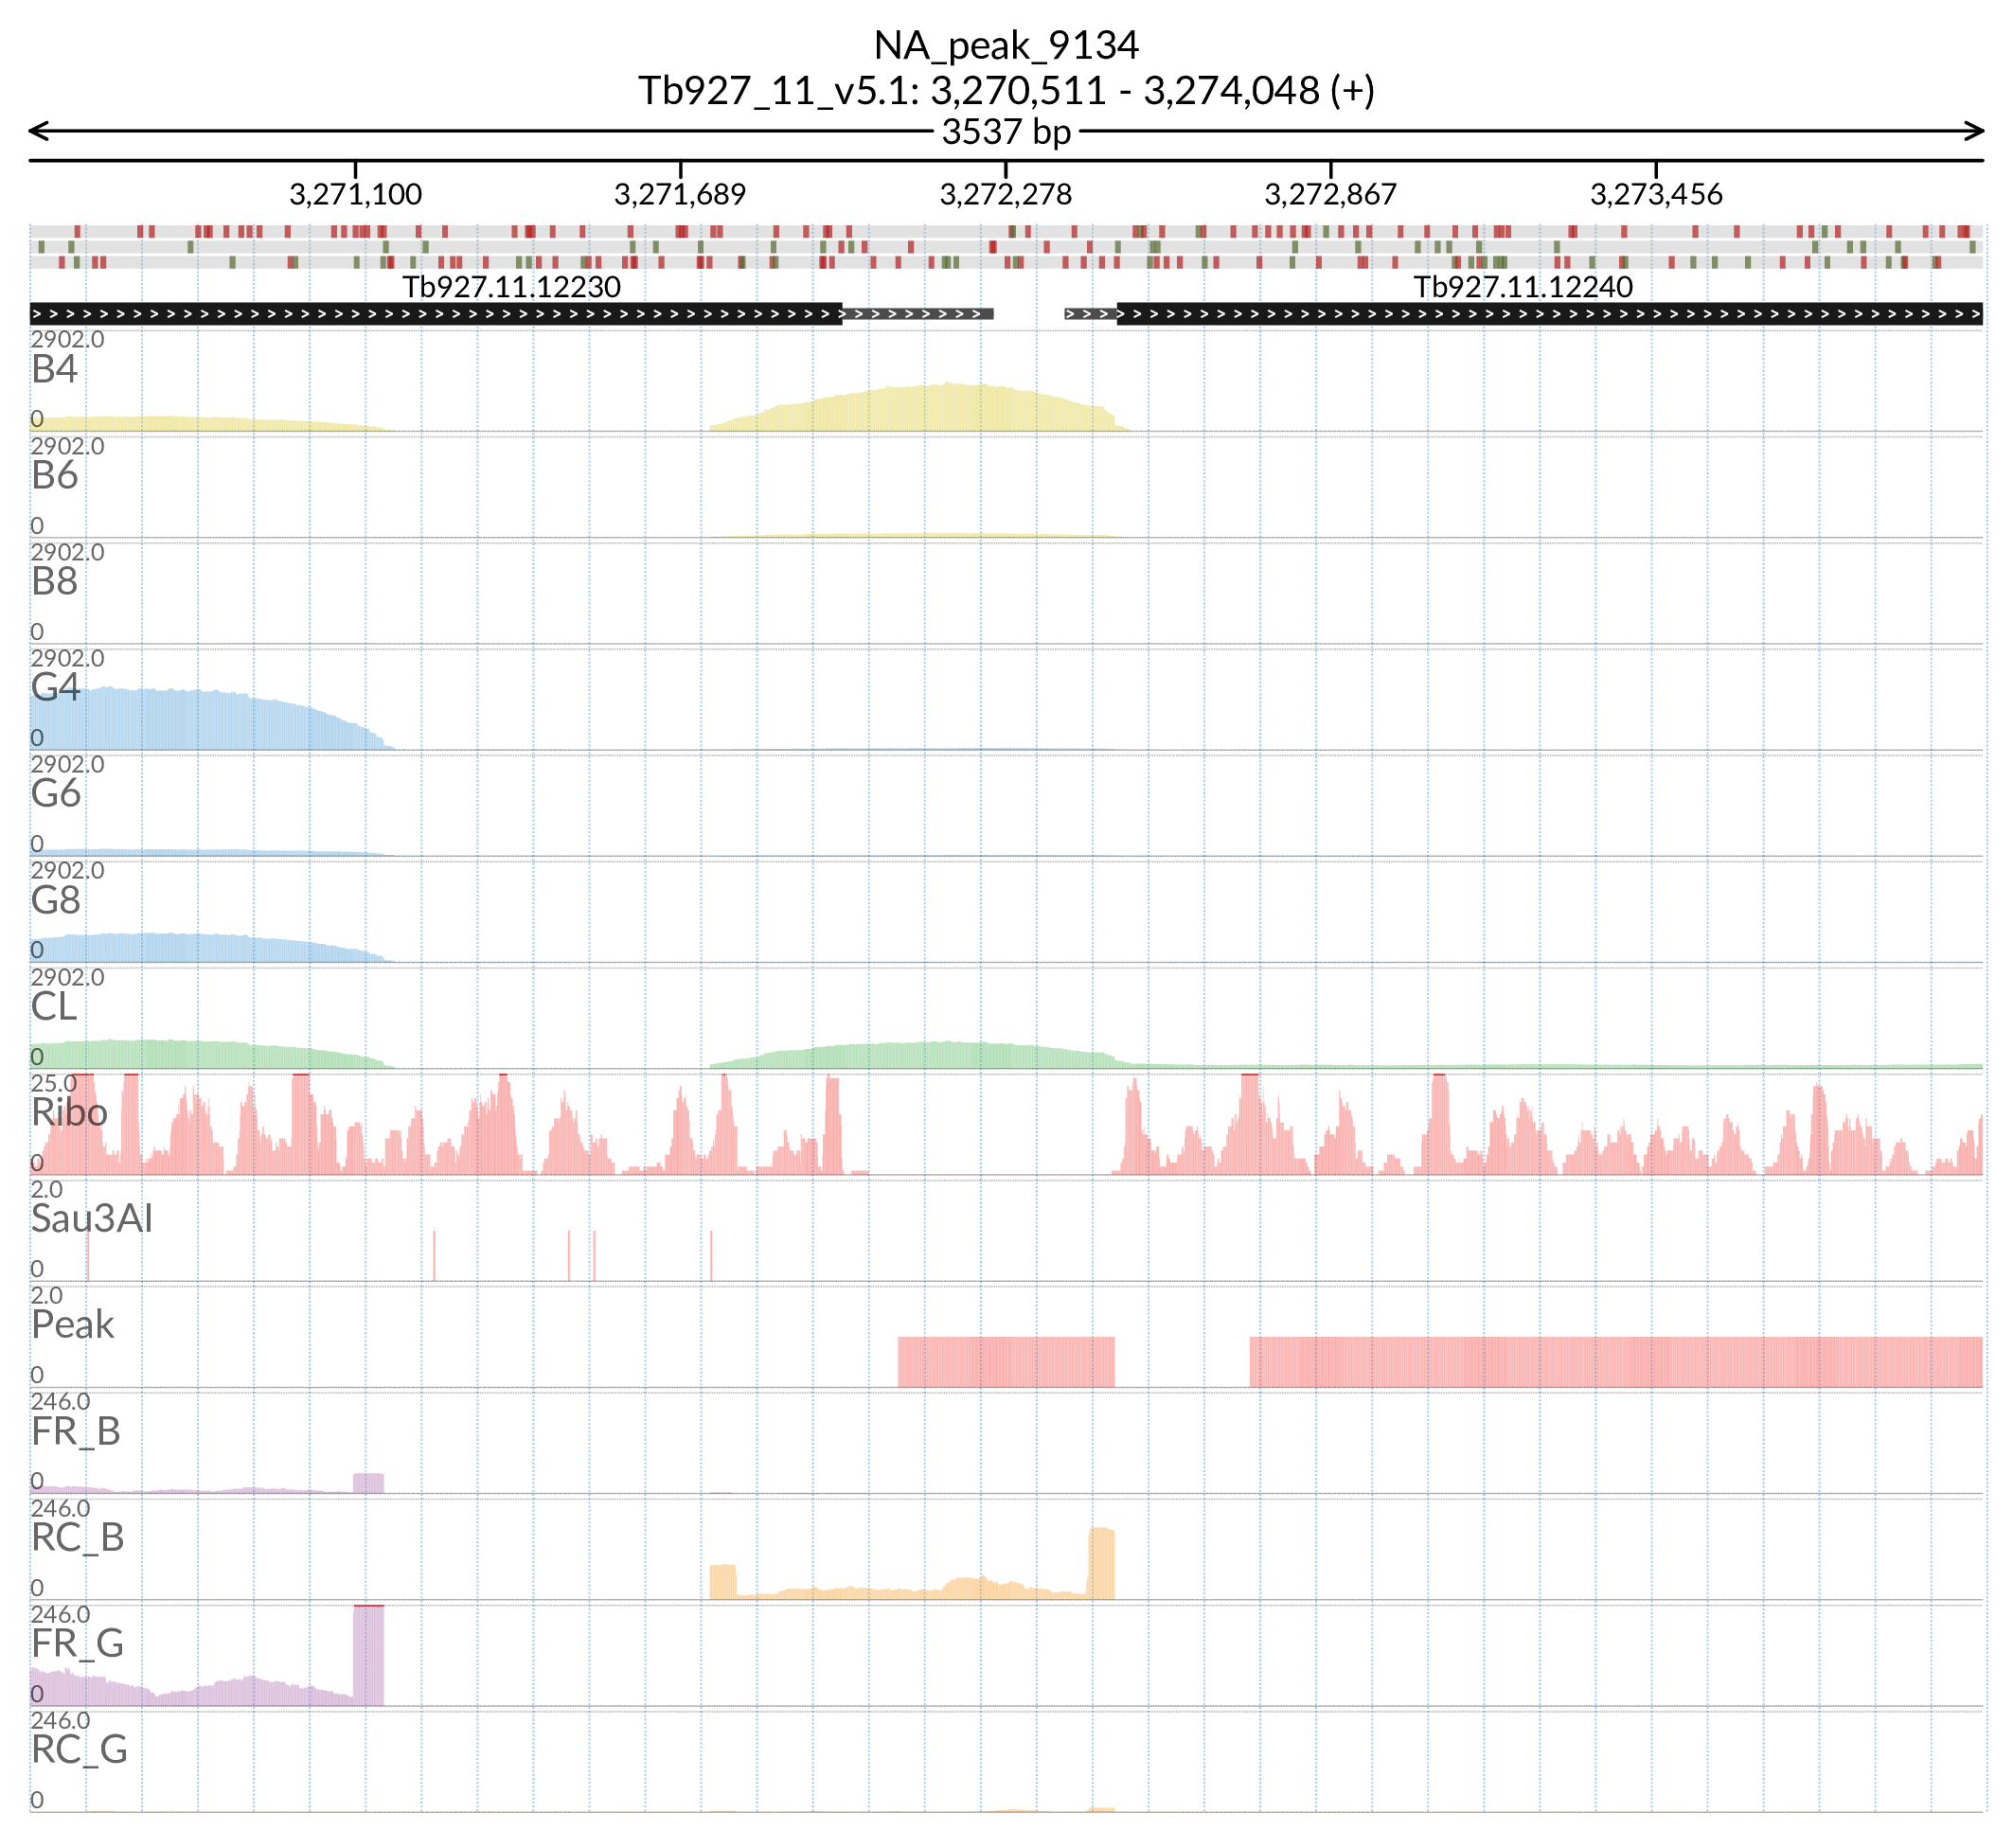 NA_peak_9134
Tb927_11_v5.1: 3,270,511 - 3,274,048 (+)
3537 bp
3,271,100 3,271,689 3,272,278 3,272,867 3,273,456
Tb927.11.12230 Tb927.11.12240
2902.0
B4
0
2902.0
B6
0
2902.0
B8
0
2902.0
G4
0
2902.0
G6
0
2902.0
G8
0
2902.0
CL
0
25.0
Ribo
0
2.0
Sau3AI
0
2.0
Peak
0
246.0
FR_B
0
246.0
RC_B
0
246.0
FR_G
0
246.0
RC_G
0